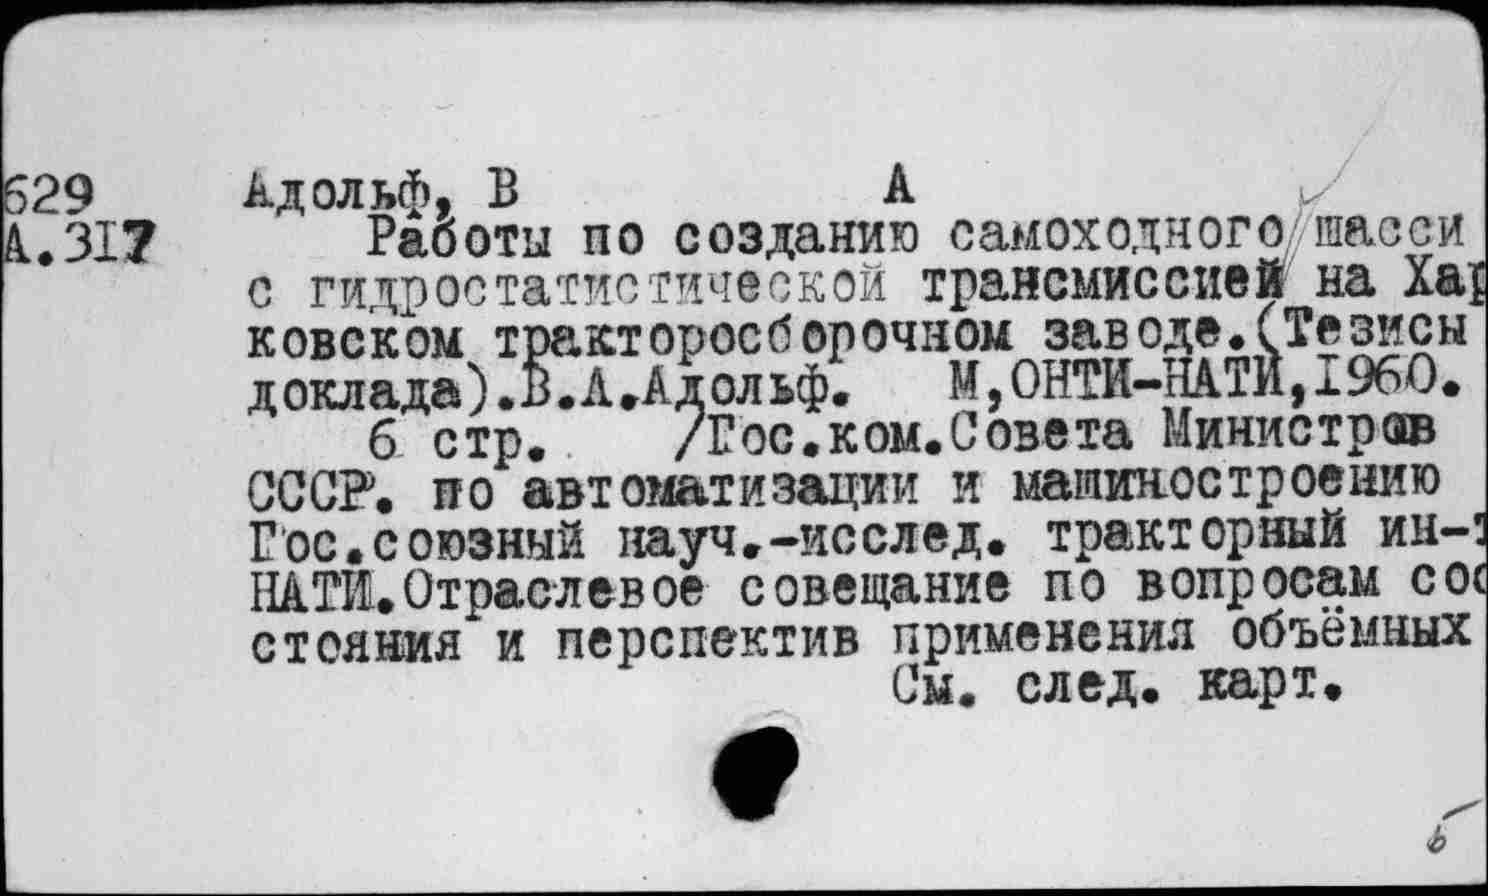 629 Адольф, В А
А.317 Работы по созданию самоходного шасси
с гидростатистической трансмиссией на Хар
ковском тракторосборочном заводе.(Тезисы
доклада).В.А.Адольф. М,ОНТИ-НАТИ,1960.
6 стр. /Гос.ком.Совета Министров
СССР. по автоматизации и машиностроению
Гос.союзный науч.-исслед. тракторный ин-т
НАТИ.Отраслевое совещание по вопросам сос
стояния и перспектив применения объёмных
См. след. карт.